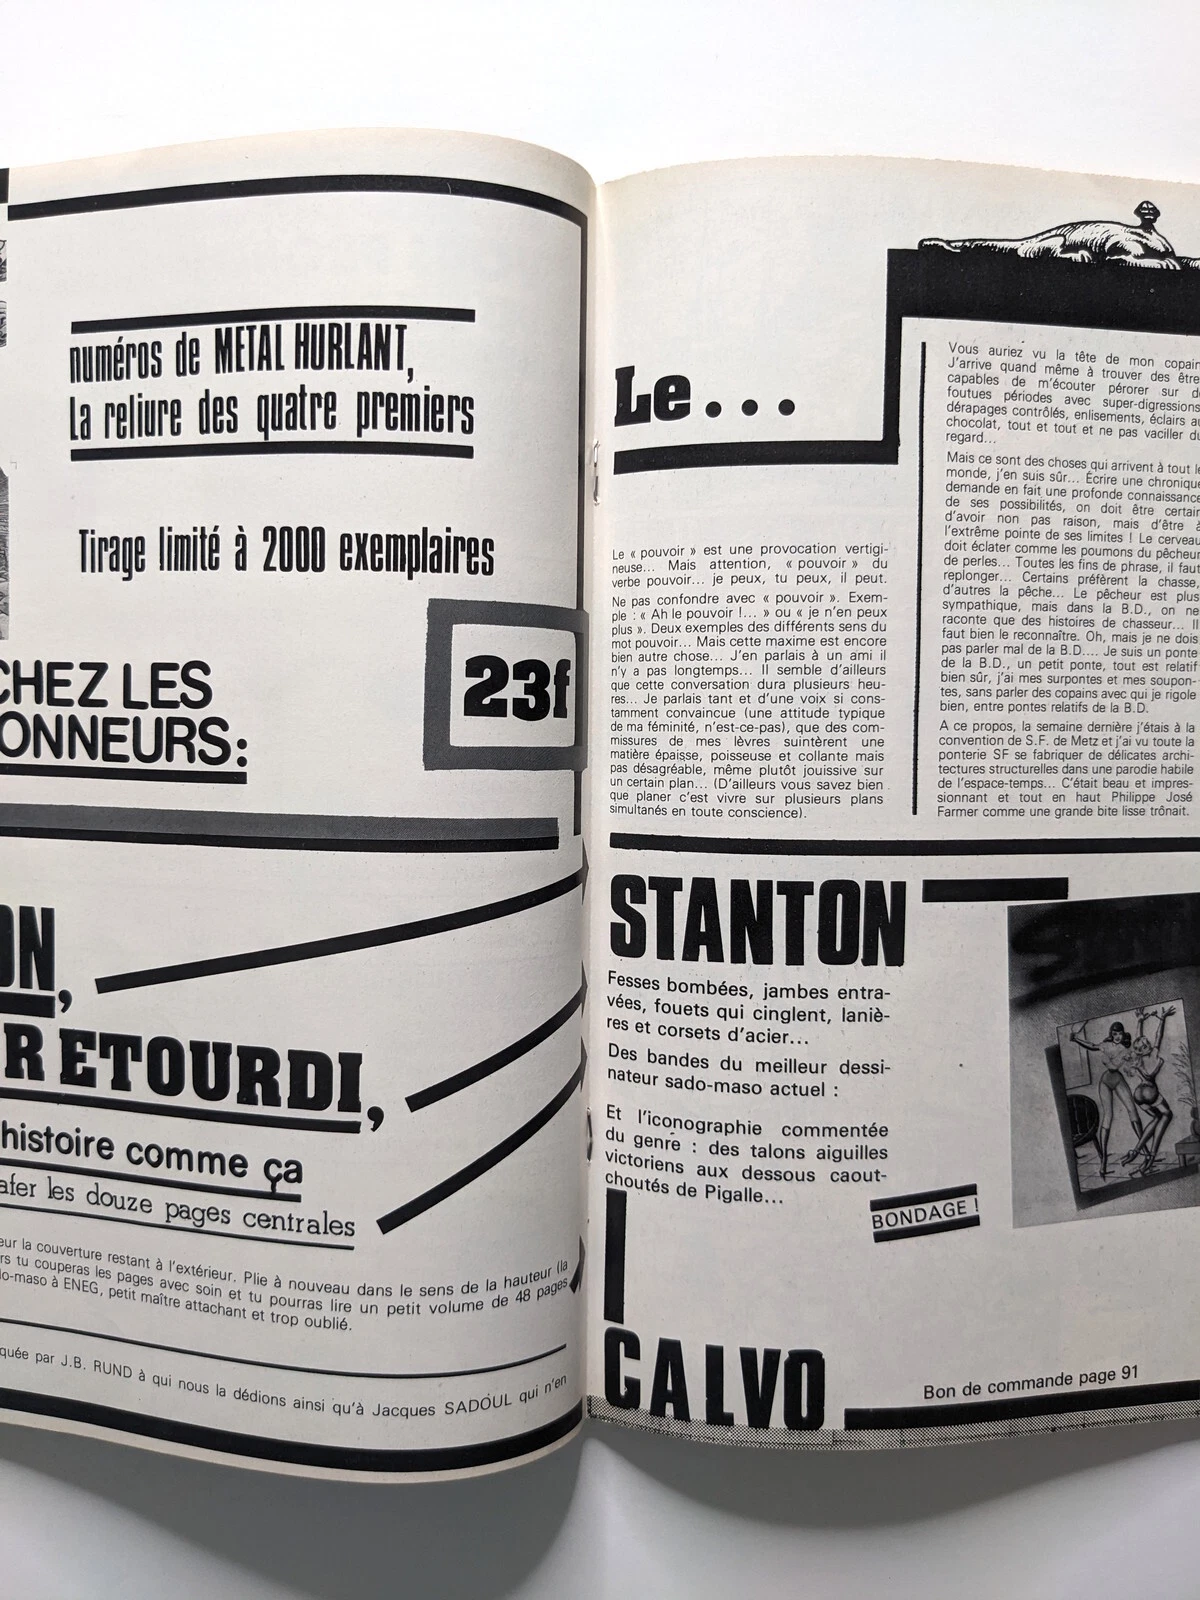 numéros de METAL HURLANT,
La reliure des quatre premiers
Tirage limité à 2000 exemplaires
CHEZ LES
ONNEURS:
23f
ON,
R ETOURDI,
histoire comme ça
afer les douze pages centrales
eur la couverture restant à l'extérieur. Plie à nouveau dans le sens de la hauteur (la
rs tu couperas les pages avec soin et tu pourras lire un petit volume de 48 pages
do-maso à ENEG, petit maître attachant et trop oublié.
quée par J.B. RUND à qui nous la dédions ainsi qu'à Jacques SADOUL qui n'en
Le...
Le « pouvoir » est une provocation vertigi-
neuse... Mais attention, « pouvoir » du
verbe pouvoir... je peux, tu peux, il peut.
Ne pas confondre avec « pouvoir ». Exem-
ple : « Ah le pouvoir !... » ou « je n'en peux
plus ». Deux exemples des différents sens du
mot pouvoir... Mais cette maxime est encore
bien autre chose... J'en parlais à un ami il
n'y a pas longtemps... Il semble d'ailleurs
que cette conversation dura plusieurs heu-
res... Je parlais tant et d'une voix si cons-
tamment convaincue (une attitude typique
de ma féminité, n'est-ce-pas), que des com-
missures de mes lèvres suintèrent une
matière épaisse, poisseuse et collante mais
pas désagréable, même plutôt jouissive sur
un certain plan... (D'ailleurs vous savez bien
que planer c'est vivre sur plusieurs plans
simultanés en toute conscience).
Vous auriez vu la tête de mon copain
J'arrive quand même à trouver des être
capables de m'écouter pérorer sur d
foutues périodes avec super-digressions
dérapages contrôlés, enlisements, éclairs au
chocolat, tout et tout et ne pas vaciller du
regard...
Mais ce sont des choses qui arrivent à tout le
monde, j'en suis sûr... Écrire une chronique
demande en fait une profonde connaissance
de ses possibilités, on doit être certain
d'avoir non pas raison, mais d'être à
l'extrême pointe de ses limites ! Le cerveau
doit éclater comme les poumons du pêcheur
de perles... Toutes les fins de phrase, il faut
replonger... Certains préfèrent la chasse,
d'autres la pêche... Le pêcheur est plus
sympathique, mais dans la B.D., on ne
raconte que des histoires de chasseur... Il
faut bien le reconnaître. Oh, mais je ne dois
pas parler mal de la B.D.... Je suis un ponte
de la B.D., un petit ponte, tout est relatif
bien sûr, j'ai mes surpontes et mes soupon-
tes, sans parler des copains avec qui je rigole
bien, entre pontes relatifs de la B.D.
A ce propos, la semaine dernière j'étais à la
convention de S.F. de Metz et j'ai vu toute la
ponterie SF se fabriquer de délicates archi-
tectures structurelles dans une parodie habile
de l'espace-temps... C'était beau et impres-
sionnant et tout en haut Philippe José
Farmer comme une grande bite lisse trônait.
STANTON
Fesses bombées, jambes entra-
vées, fouets qui cinglent, laniè-
res et corsets d'acier...
Des bandes du meilleur dessi-
nateur sado-maso actuel :
Et l'iconographie commentée
du genre : des talons aiguilles
victoriens aux dessous caout-
choutés de Pigalle...
BONDAGE !
CALVO
Bon de commande page 91